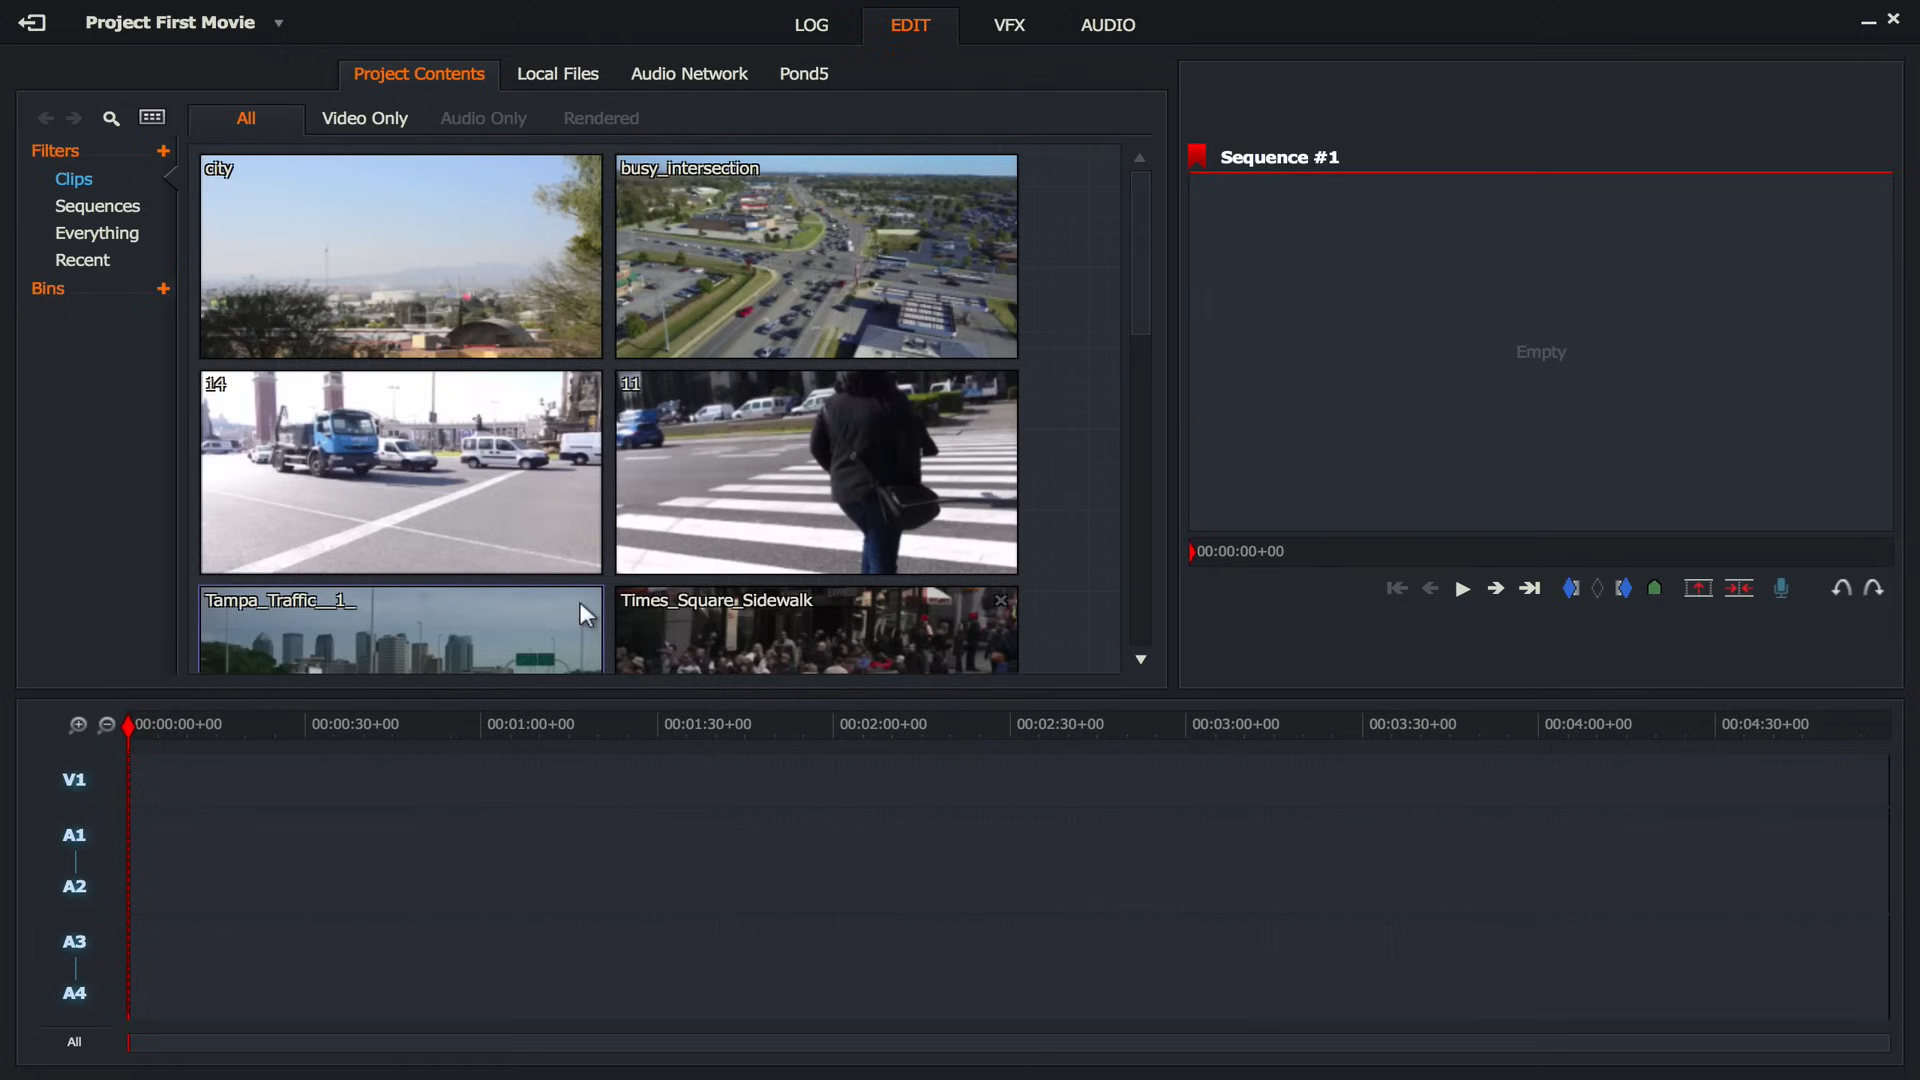 Project First Movie
LOG
EDIT
VFX
AUDIO
Project Contents
Local Files
Audio Network
Pond5
All
Video Only
Audio Only
Rendered
Filters
Clips
Sequences
Everything
Recent
Bins
city
busy_intersection
14
11
Tampa_Traffic__1_
Times_Square_Sidewalk
Sequence #1
Empty
00:00:00+00
00:00:00+00
00:00:30+00
00:01:00+00
00:01:30+00
00:02:00+00
00:02:30+00
00:03:00+00
00:03:30+00
00:04:00+00
00:04:30+00
V1
A1
A2
A3
A4
All